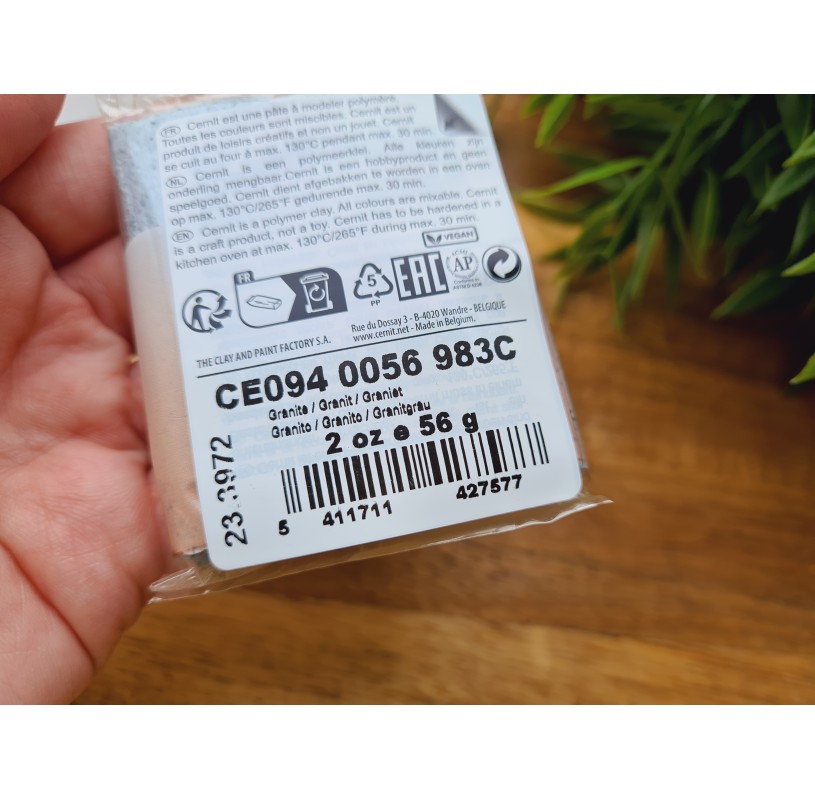 FR Cernit est une pâte à modeler polymère.
Toutes les couleurs sont miscibles. Cernit est un
produit de loisirs créatifs et non un jouet. Cernit
se cuit au four à max. 130°C pendant max. 30 min.
NL Cernit is een polymeerklei. Alle kleuren zijn
onderling mengbaar.Cernit is een hobbyproduct en geen
speelgoed. Cernit dient afgebakken te worden in een oven
op max. 130°C/265°F gedurende max. 30 min.
EN Cernit is a polymer clay. All colours are mixable. Cernit
is a craft product, not a toy. Cernit has to be hardened in a
kitchen oven at max. 130°C/265°F during max. 30 min.
VEGAN
FR
5
PP
EAC
AP
THE CLAY AND PAINT FACTORY S.A.
Rue du Dossay 3 - B-4020 Wandre - BELGIQUE
www.cernit.net - Made in Belgium.
CE094 0056 983C
Granite / Granit / Graniet
Granito / Granito / Granitgrau
2 oz e 56 g
23.3972
5 411711 427577